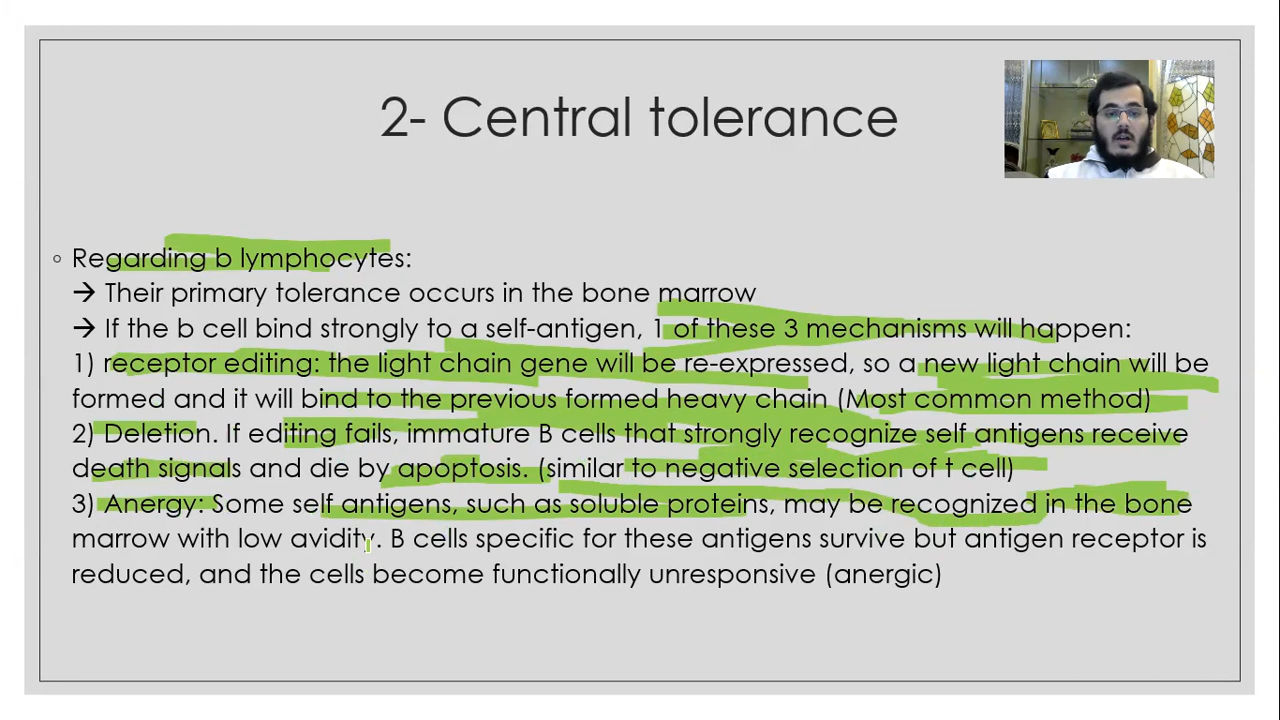 2- Central tolerance
◦ Regarding b lymphocytes:
→ Their primary tolerance occurs in the bone marrow
→ If the b cell bind strongly to a self-antigen, 1 of these 3 mechanisms will happen:
1) receptor editing: the light chain gene will be re-expressed, so a new light chain will be
formed and it will bind to the previous formed heavy chain (Most common method)
2) Deletion. If editing fails, immature B cells that strongly recognize self antigens receive
death signals and die by apoptosis. (similar to negative selection of t cell)
3) Anergy: Some self antigens, such as soluble proteins, may be recognized in the bone
marrow with low avidity. B cells specific for these antigens survive but antigen receptor is
reduced, and the cells become functionally unresponsive (anergic)